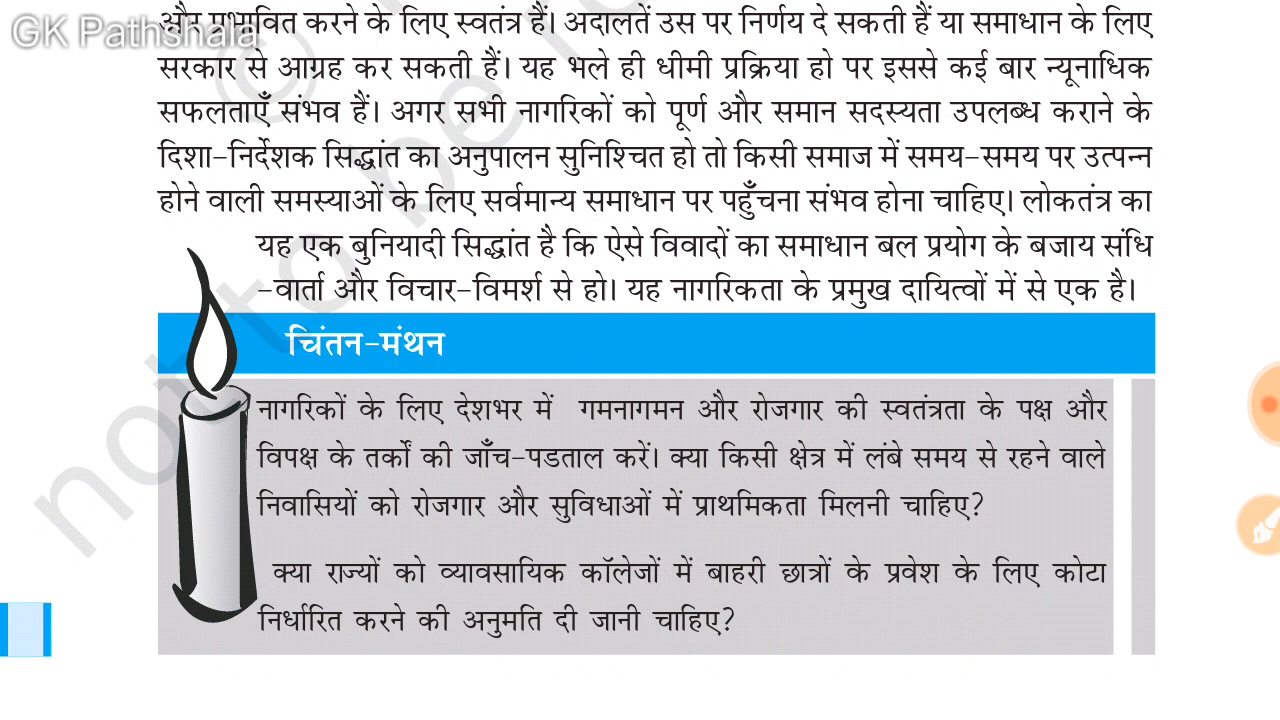 GK Pathshala
और प्रभावित करने के लिए स्वतंत्र हैं। अदालतें उस पर निर्णय दे सकती हैं या समाधान के लिए
सरकार से आग्रह कर सकती हैं। यह भले ही धीमी प्रक्रिया हो पर इससे कई बार न्यूनाधिक
सफलताएँ संभव हैं। अगर सभी नागरिकों को पूर्ण और समान सदस्यता उपलब्ध कराने के
दिशा-निर्देशक सिद्धांत का अनुपालन सुनिश्चित हो तो किसी समाज में समय-समय पर उत्पन्न
होने वाली समस्याओं के लिए सर्वमान्य समाधान पर पहुँचना संभव होना चाहिए। लोकतंत्र का
यह एक बुनियादी सिद्धांत है कि ऐसे विवादों का समाधान बल प्रयोग के बजाय संधि
-वार्ता और विचार-विमर्श से हो। यह नागरिकता के प्रमुख दायित्वों में से एक है।
चिंतन-मंथन
नागरिकों के लिए देशभर में गमनागमन और रोजगार की स्वतंत्रता के पक्ष और
विपक्ष के तर्कों की जाँच-पडताल करें। क्या किसी क्षेत्र में लंबे समय से रहने वाले
निवासियों को रोजगार और सुविधाओं में प्राथमिकता मिलनी चाहिए?
क्या राज्यों को व्यावसायिक कॉलेजों में बाहरी छात्रों के प्रवेश के लिए कोटा
निर्धारित करने की अनुमति दी जानी चाहिए?
not to be re